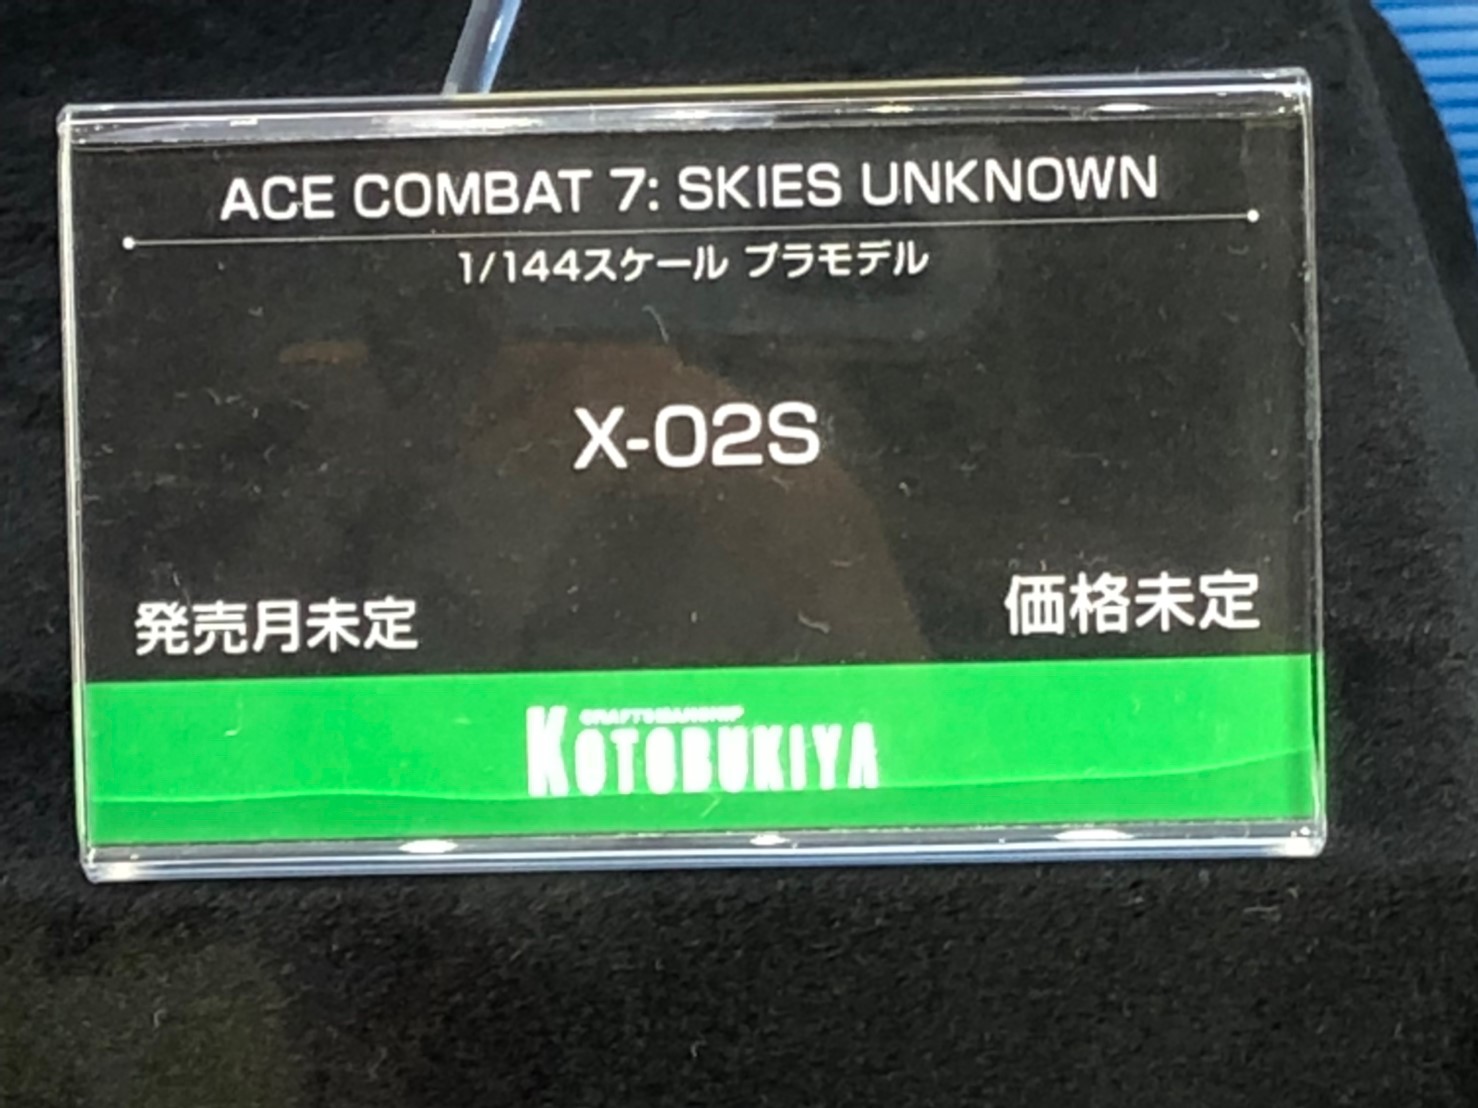 ACE COMBAT 7: SKIES UNKNOWN
1/144スケール プラモデル
X-02S
発売月未定
価格未定
CRAFTSMANSHIP
KOTOBUKIYA